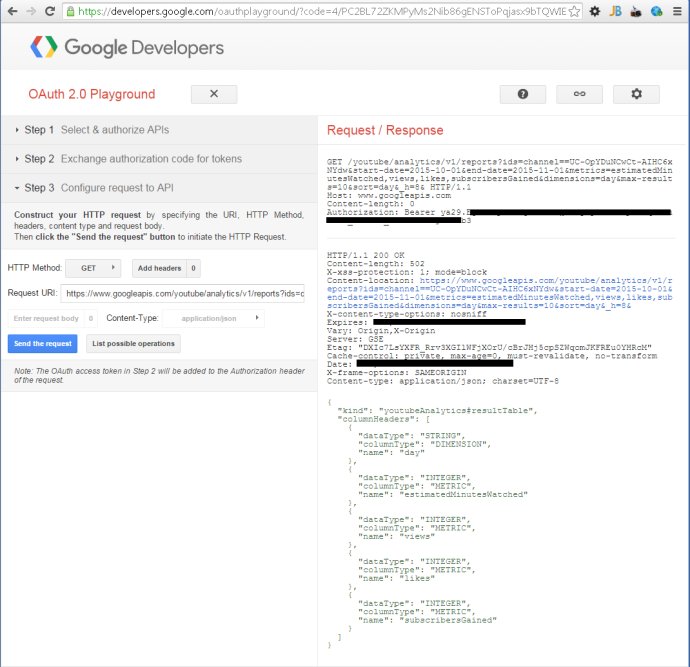 https://developers.google.com/oauthplayground/?code=4/PC2BL72ZKMPyMs2Nib86gENSToPqjasx9bTQWIE
Google Developers
OAuth 2.0 Playground
Step 1 Select & authorize APIs
Step 2 Exchange authorization code for tokens
Step 3 Configure request to API
Construct your HTTP request by specifying the URI, HTTP Method,
headers, content type and request body.
Then click the "Send the request" button to initiate the HTTP Request.
HTTP Method: GET Add headers 0
Request URI: https://www.googleapis.com/youtube/analytics/v1/reports?ids=c
Enter request body 0 Content-Type: application/json
Send the request List possible operations
Note: The OAuth access token in Step 2 will be added to the Authorization header
of the request.
Request / Response
GET /youtube/analytics/v1/reports?ids=channel==UC-OpYDuNCwCt-AIHC6x
NYdw&start-date=2015-10-01&end-date=2015-11-01&metrics=estimatedMin
utesWatched,views,likes,subscribersGained&dimensions=day&max-result
s=10&sort=day&_h=8& HTTP/1.1
Host: www.googleapis.com
Content-length: 0
Authorization: Bearer ya29.
b3
HTTP/1.1 200 OK
Content-length: 502
X-xss-protection: 1; mode=block
Content-location: https://www.googleapis.com/youtube/analytics/v1/r
eports?ids=channel==UC-OpYDuNCwCt-AIHC6xNYdw&start-date=2015-10-01&
end-date=2015-11-01&metrics=estimatedMinutesWatched,views,likes,sub
scribersGained&dimensions=day&max-results=10&sort=day&_h=8&
X-content-type-options: nosniff
Expires:
Vary: Origin,X-Origin
Server: GSE
Etag: "DXIc7LsYXFR_Rrv3XGI1WFjXOrU/cBrJMj5cpSZWqomJKFREu0YHRcM"
Cache-control: private, max-age=0, must-revalidate, no-transform
Date:
X-frame-options: SAMEORIGIN
Content-type: application/json; charset=UTF-8
{
"kind": "youtubeAnalytics#resultTable",
"columnHeaders": [
{
"dataType": "STRING",
"columnType": "DIMENSION",
"name": "day"
},
{
"dataType": "INTEGER",
"columnType": "METRIC",
"name": "estimatedMinutesWatched"
},
{
"dataType": "INTEGER",
"columnType": "METRIC",
"name": "views"
},
{
"dataType": "INTEGER",
"columnType": "METRIC",
"name": "likes"
},
{
"dataType": "INTEGER",
"columnType": "METRIC",
"name": "subscribersGained"
}
]
}